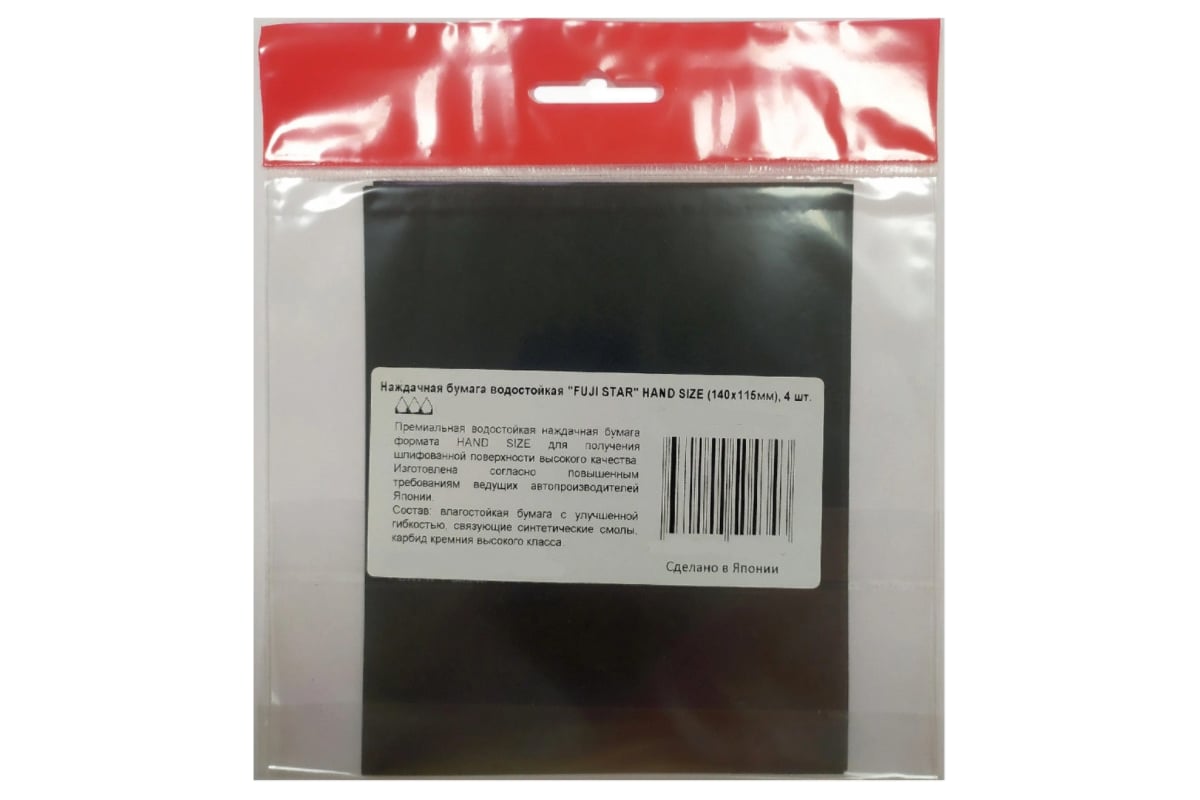 Наждачная бумага водостойкая "FUJI STAR" HAND SIZE (140х115мм), 4 шт.
Премиальная водостойкая наждачная бумага
формата HAND SIZE для получения
шлифованной поверхности высокого качества.
Изготовлена согласно повышенным
требованиям ведущих автопроизводителей
Японии.
Состав: влагостойкая бумага с улучшенной
гибкостью, связующие синтетические смолы,
карбид кремния высокого класса.
Сделано в Японии